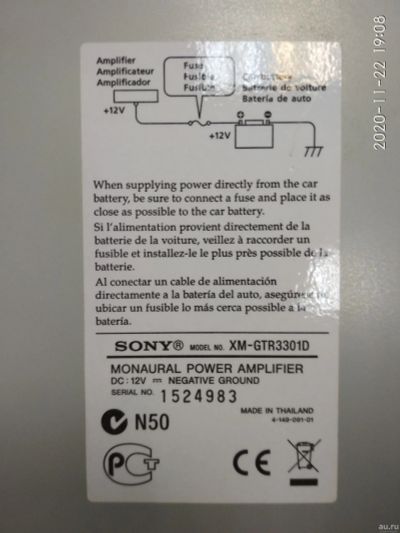 Amplifier
Amplificateur
Amplificador
Fuse
Fusible
Fusible
Batterie de voiture
Batería de auto
+12V
+12V
When supplying power directly from the car
battery, be sure to connect a fuse and place it as
close as possible to the car battery.
Si l'alimentation provient directement de la
batterie de la voiture, veillez à raccorder un
fusible et installez-le le plus près possible de la
batterie.
Al conectar un cable de alimentación
directamente a la batería del auto, asegúrese
ubicar un fusible lo más cerca posible a la
batería.
SONY® MODEL NO. XM-GTR3301D
MONAURAL POWER AMPLIFIER
DC: 12V NEGATIVE GROUND
SERIAL NO. 1524983
MADE IN THAILAND
4-149-091-01
N50
CE
2020-11-22 19:08
au.ru